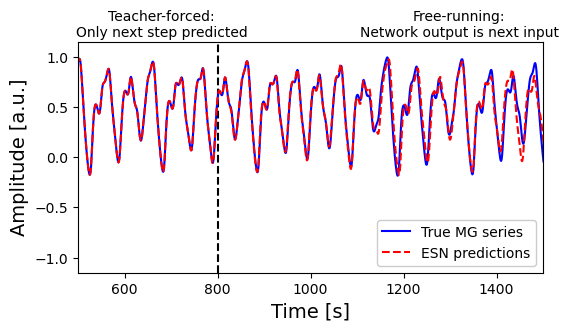 Teacher-forced:
Only next step predicted
Free-running:
Network output is next input
1.0
0.5
0.0
−0.5
−1.0
Amplitude [a.u.]
600
800
1000
1200
1400
Time [s]
True MG series
ESN predictions